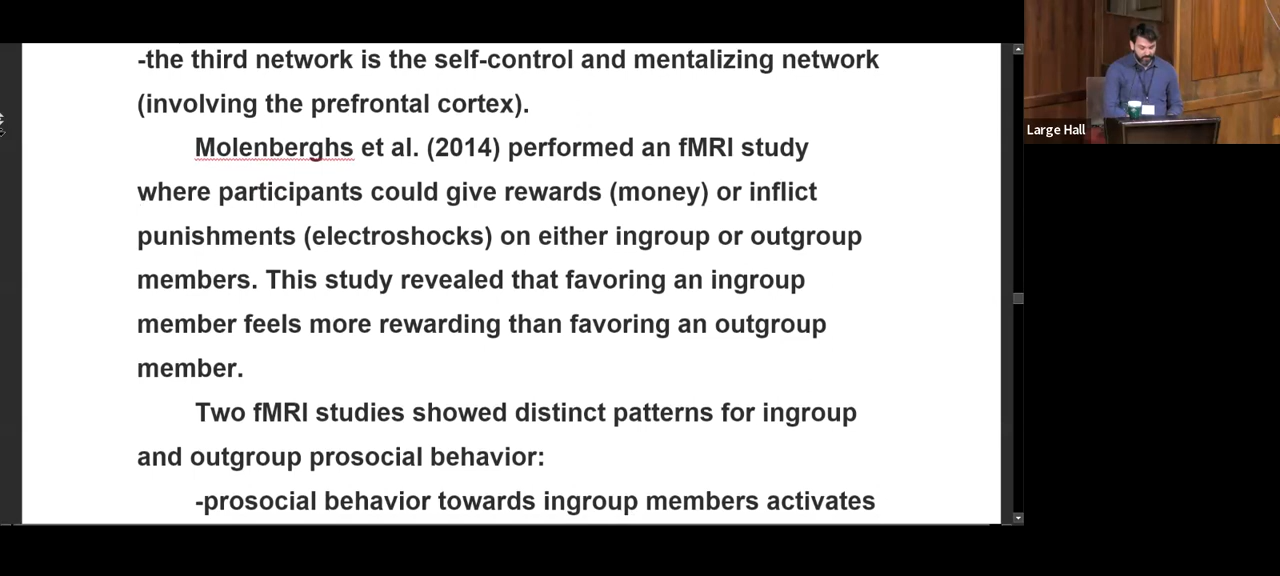 -the third network is the self-control and mentalizing network
(involving the prefrontal cortex).
Molenberghs et al. (2014) performed an fMRI study
where participants could give rewards (money) or inflict
punishments (electroshocks) on either ingroup or outgroup
members. This study revealed that favoring an ingroup
member feels more rewarding than favoring an outgroup
member.
Two fMRI studies showed distinct patterns for ingroup
and outgroup prosocial behavior:
-prosocial behavior towards ingroup members activates
Large Hall